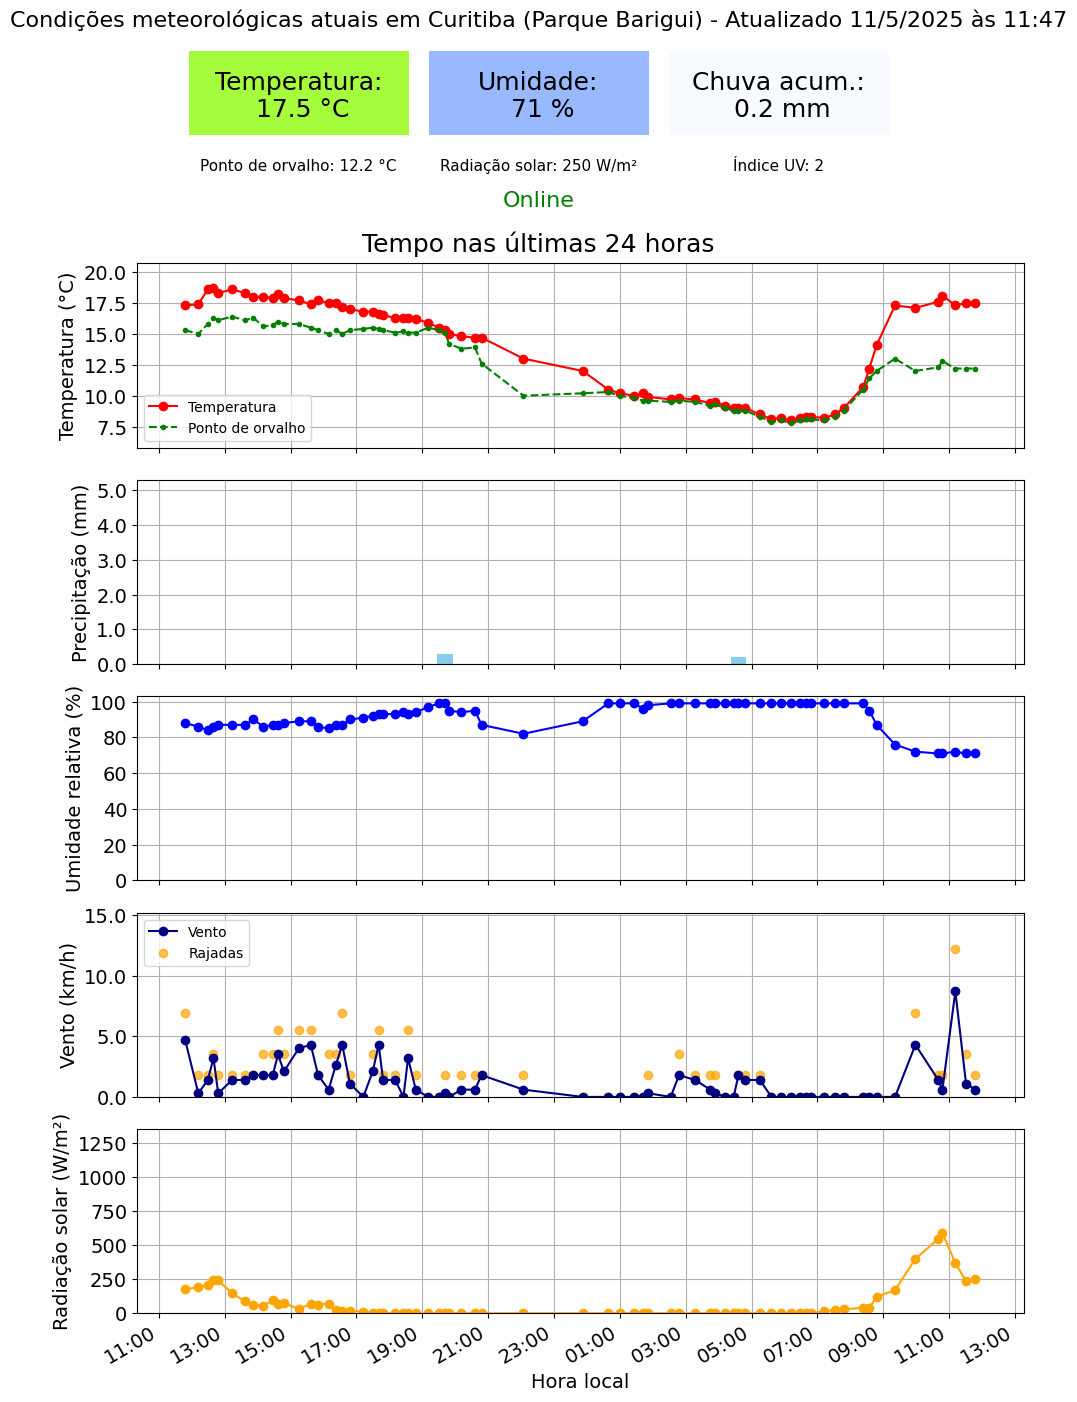 Condições meteorológicas atuais em Curitiba (Parque Barigui) - Atualizado 11/5/2025 às 11:47
Temperatura:
17.5 °C
Umidade:
71 %
Chuva acum.:
0.2 mm
Ponto de orvalho: 12.2 °C
Radiação solar: 250 W/m²
Índice UV: 2
Online
Tempo nas últimas 24 horas
Temperatura (°C)
20.0
17.5
15.0
12.5
10.0
7.5
Temperatura
Ponto de orvalho
Precipitação (mm)
5.0
4.0
3.0
2.0
1.0
0.0
Umidade relativa (%)
100
80
60
40
20
0
Vento (km/h)
15.0
10.0
5.0
0.0
Vento
Rajadas
Radiação solar (W/m²)
1250
1000
750
500
250
0
11:00
13:00
15:00
17:00
19:00
21:00
23:00
01:00
03:00
05:00
07:00
09:00
11:00
13:00
Hora local